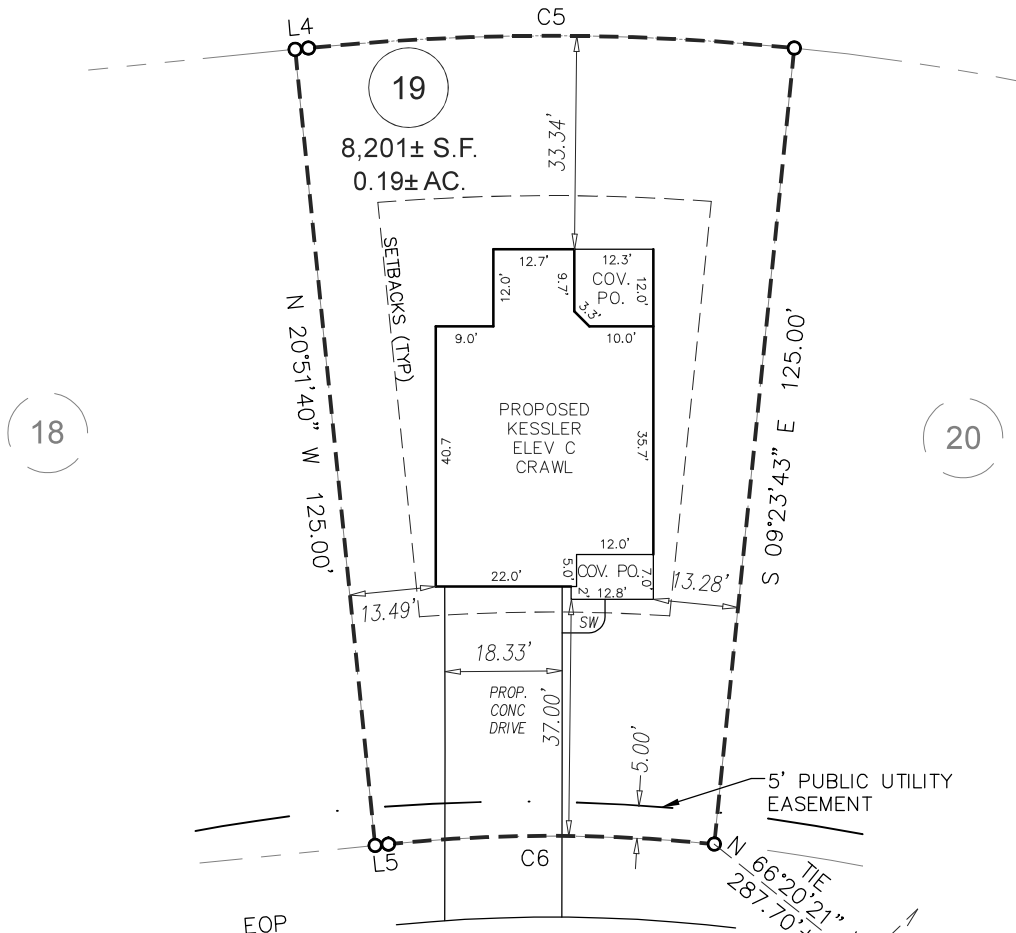 L4
C5
19
8,201± S.F.
0.19± AC.
33.34'
SETBACKS (TYP)
12.7'
12.3'
12.0'
9.7'
COV.
PO.
12.0'
3.3'
9.0'
10.0'
N 20°51'40" W 125.00'
S 09°23'43" E 125.00'
18
20
PROPOSED
KESSLER
ELEV C
CRAWL
40.7
35.7'
12.0'
5.0'
COV. PO.
7.0'
22.0'
2'
12.8'
13.49'
13.28'
SW
18.33'
PROP.
CONC
DRIVE
37.00'
5.00'
5' PUBLIC UTILITY
EASEMENT
L5
C6
TIE
N 66°20'21"
287.70'
EOP